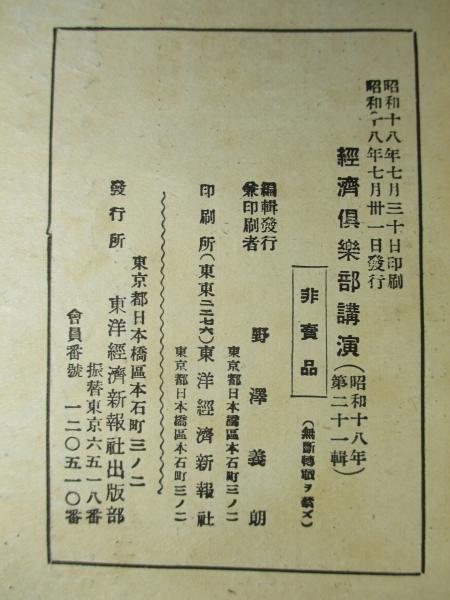 昭和十八年七月三十日印刷
昭和十八年七月卅一日發行
經濟俱樂部講演(昭和十八年第二十一輯)
非賣品
(無斷轉載ヲ禁ズ)
編輯發行兼印刷者
東京都日本橋區本石町三ノ二
野澤義朗
東京都日本橋區本石町三ノ二
印刷所(東東二二七六)東洋經濟新報社
東京都日本橋區本石町三ノ二
發行所 東洋經濟新報社出版部
振替東京六五一八番
會員番號 一二〇五一〇番